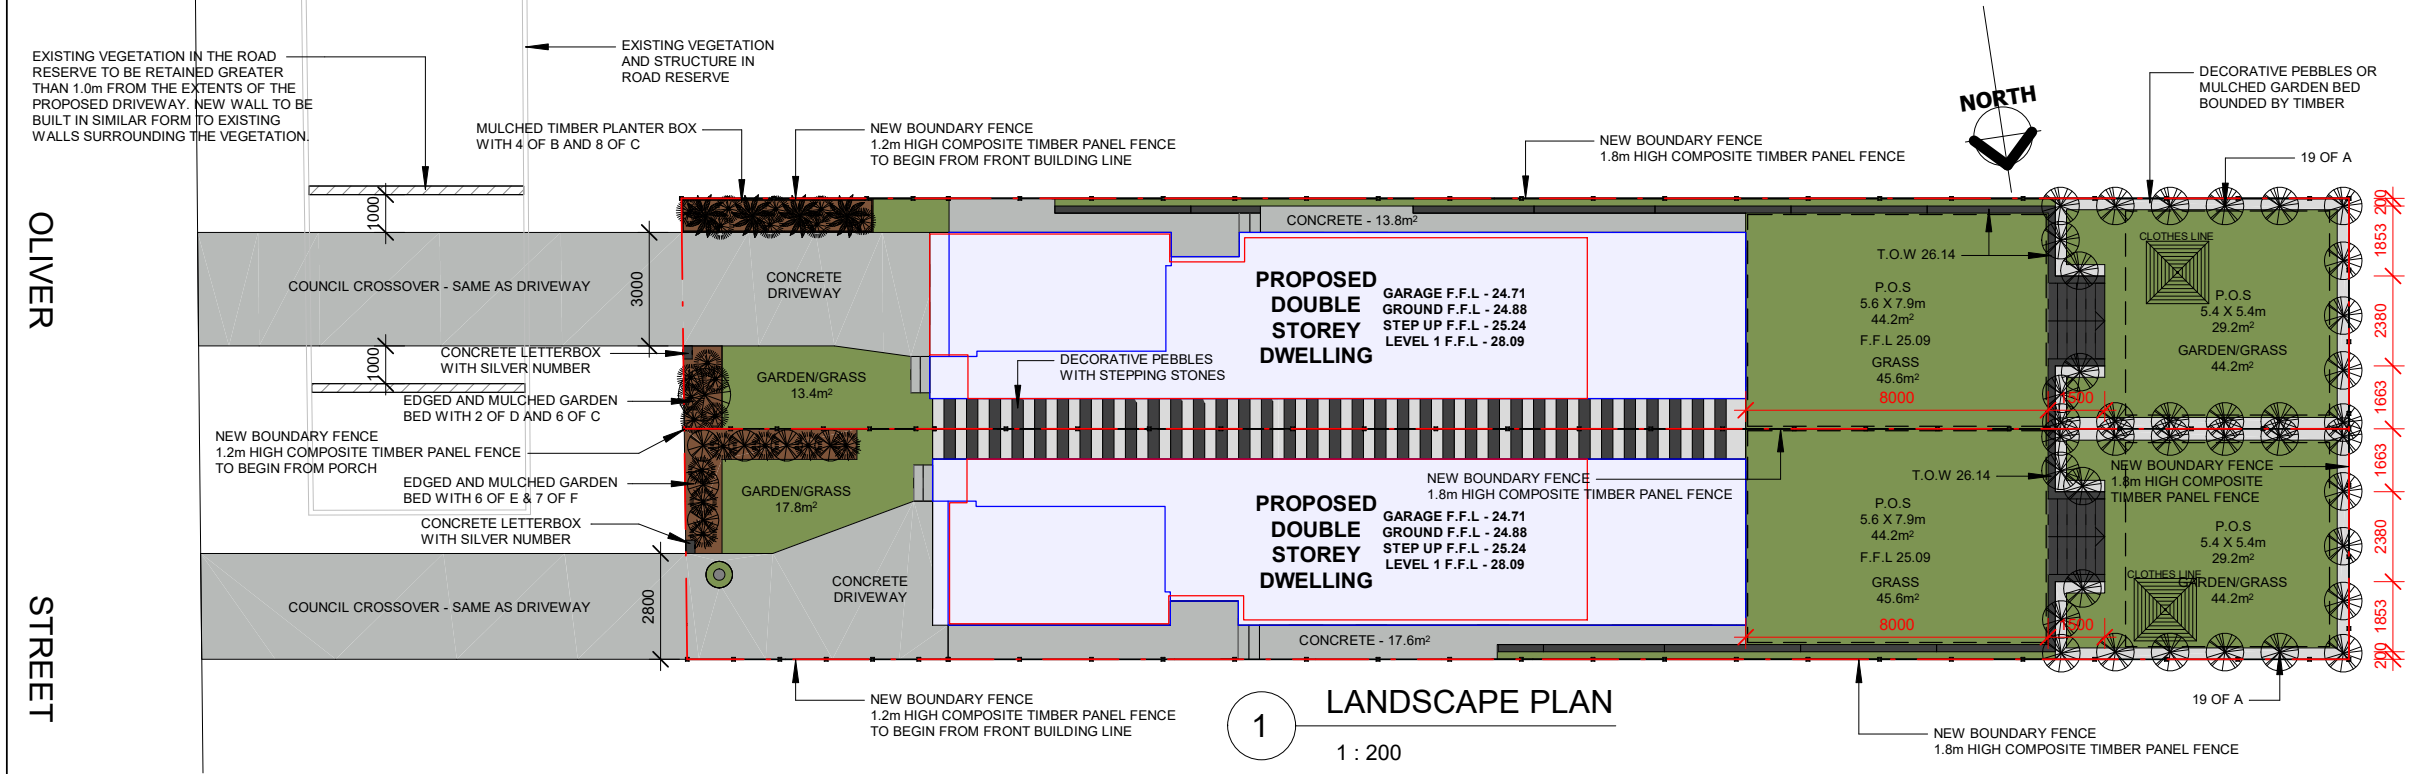 EXISTING VEGETATION IN THE ROAD
RESERVE TO BE RETAINED GREATER
THAN 1.0m FROM THE EXTENTS OF THE
PROPOSED DRIVEWAY. NEW WALL TO BE
BUILT IN SIMILAR FORM TO EXISTING
WALLS SURROUNDING THE VEGETATION.
EXISTING VEGETATION
AND STRUCTURE IN
ROAD RESERVE
MULCHED TIMBER PLANTER BOX
WITH 4 OF B AND 8 OF C
NEW BOUNDARY FENCE
1.2m HIGH COMPOSITE TIMBER PANEL FENCE
TO BEGIN FROM FRONT BUILDING LINE
NEW BOUNDARY FENCE
1.8m HIGH COMPOSITE TIMBER PANEL FENCE
NORTH
DECORATIVE PEBBLES OR
MULCHED GARDEN BED
BOUNDED BY TIMBER
19 OF A
OLIVER
STREET
1000
3000
1000
2800
COUNCIL CROSSOVER - SAME AS DRIVEWAY
CONCRETE
DRIVEWAY
CONCRETE - 13.8m²
PROPOSED
DOUBLE
STOREY
DWELLING
GARAGE F.F.L - 24.71
GROUND F.F.L - 24.88
STEP UP F.F.L - 25.24
LEVEL 1 F.F.L - 28.09
T.O.W 26.14
P.O.S
5.6 X 7.9m
44.2m²
F.F.L 25.09
GRASS
45.6m²
8000
1500
CLOTHES LINE
P.O.S
5.4 X 5.4m
29.2m²
GARDEN/GRASS
44.2m²
200
1853
2380
1663
1663
2380
1853
200
CONCRETE LETTERBOX
WITH SILVER NUMBER
EDGED AND MULCHED GARDEN
BED WITH 2 OF D AND 6 OF C
GARDEN/GRASS
13.4m²
DECORATIVE PEBBLES
WITH STEPPING STONES
NEW BOUNDARY FENCE
1.2m HIGH COMPOSITE TIMBER PANEL FENCE
TO BEGIN FROM PORCH
EDGED AND MULCHED GARDEN
BED WITH 6 OF E & 7 OF F
CONCRETE LETTERBOX
WITH SILVER NUMBER
GARDEN/GRASS
17.8m²
COUNCIL CROSSOVER - SAME AS DRIVEWAY
CONCRETE
DRIVEWAY
PROPOSED
DOUBLE
STOREY
DWELLING
GARAGE F.F.L - 24.71
GROUND F.F.L - 24.88
STEP UP F.F.L - 25.24
LEVEL 1 F.F.L - 28.09
NEW BOUNDARY FENCE
1.8m HIGH COMPOSITE TIMBER PANEL FENCE
T.O.W 26.14
P.O.S
5.6 X 7.9m
44.2m²
F.F.L 25.09
GRASS
45.6m²
8000
1500
NEW BOUNDARY FENCE
1.8m HIGH COMPOSITE
TIMBER PANEL FENCE
P.O.S
5.4 X 5.4m
29.2m²
CLOTHES LINE
GARDEN/GRASS
44.2m²
CONCRETE - 17.6m²
NEW BOUNDARY FENCE
1.2m HIGH COMPOSITE TIMBER PANEL FENCE
TO BEGIN FROM FRONT BUILDING LINE
19 OF A
NEW BOUNDARY FENCE
1.8m HIGH COMPOSITE TIMBER PANEL FENCE
1
LANDSCAPE PLAN
1 : 200